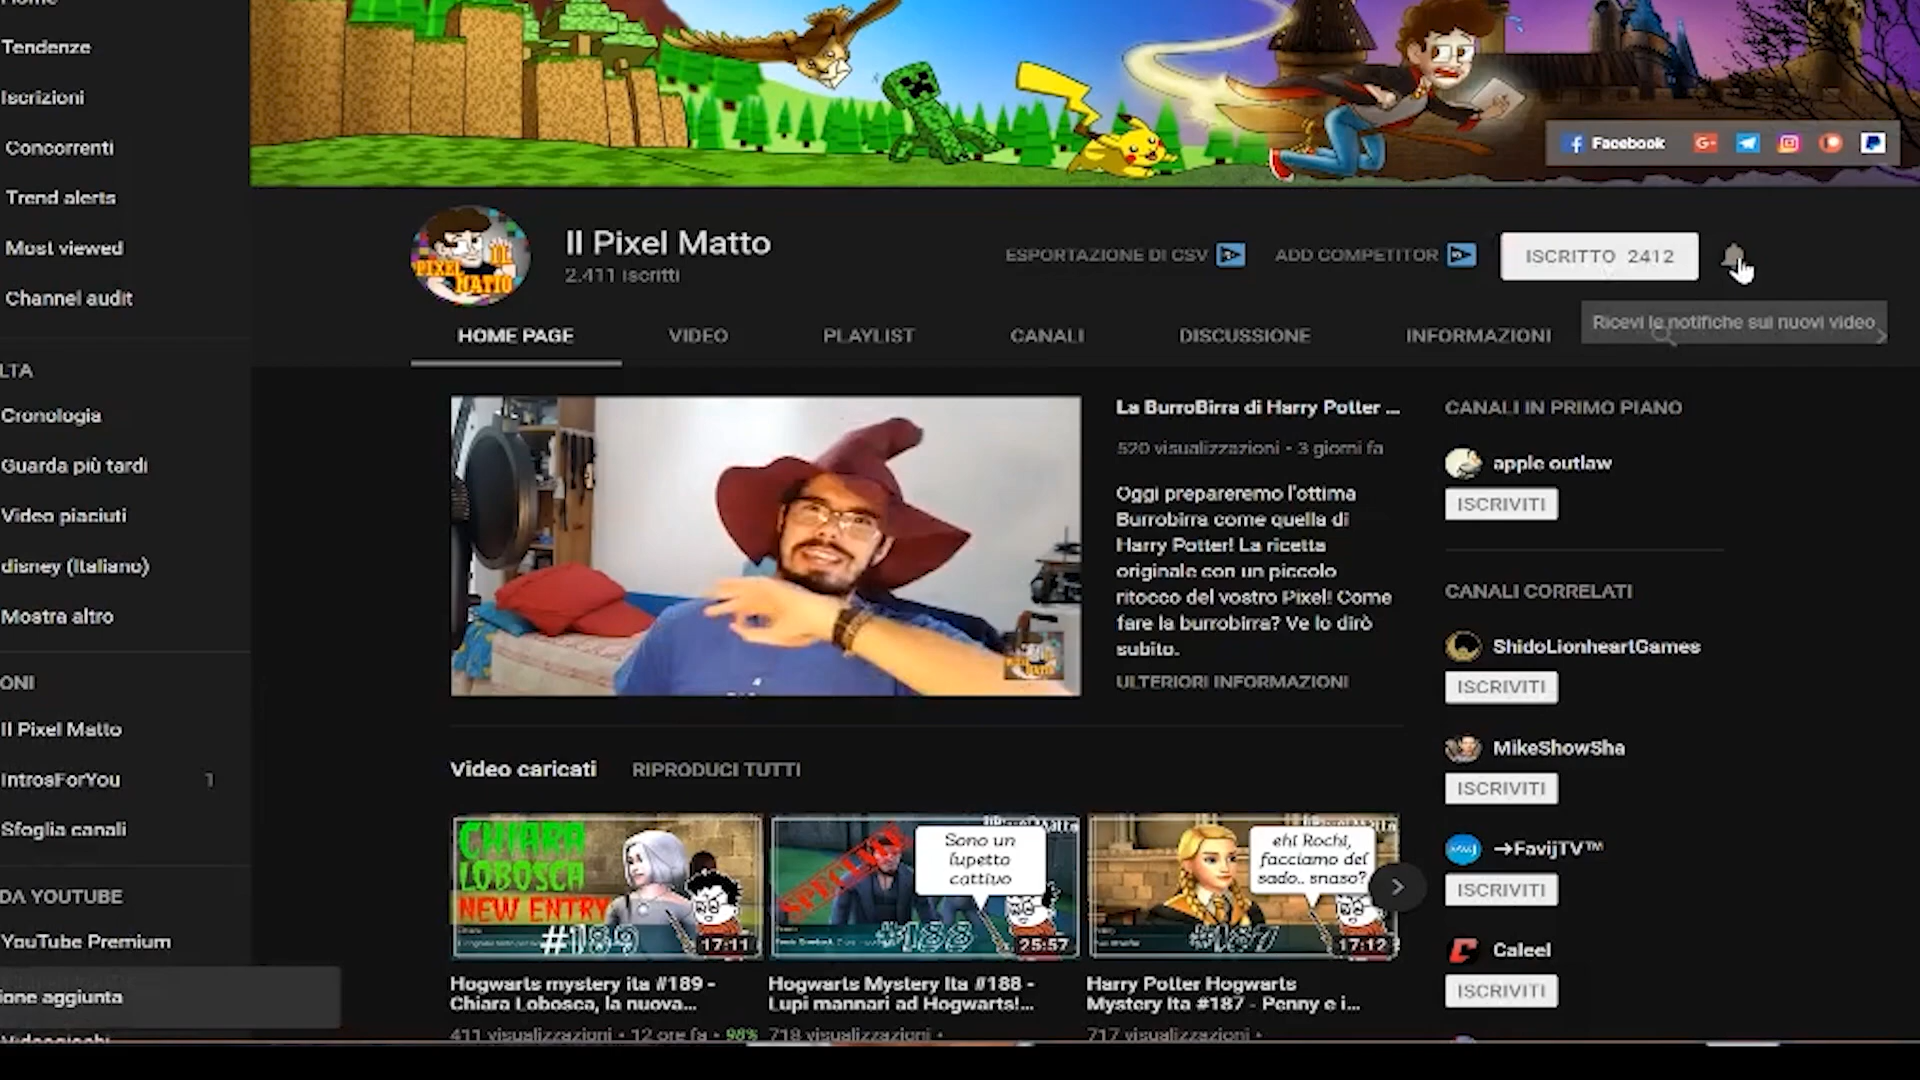 Tendenze
Iscrizioni
Concorrenti
Trend alerts
Most viewed
Channel audit
LTA
Cronologia
Guarda più tardi
Video piaciuti
disney (Italiano)
Mostra altro
ONI
Il Pixel Matto
IntrosForYou 1
Sfoglia canali
DA YOUTUBE
YouTube Premium
ione aggiunta
Facebook
IL
PIXEL
MATTO
Il Pixel Matto
2.411 iscritti
ESPORTAZIONE DI CSV
ADD COMPETITOR
ISCRITTO 2412
Ricevi le notifiche sui nuovi video
HOME PAGE
VIDEO
PLAYLIST
CANALI
DISCUSSIONE
INFORMAZIONI
La BurroBirra di Harry Potter ...
520 visualizzazioni • 3 giorni fa
Oggi prepareremo l'ottima
Burrobirra come quella di
Harry Potter! La ricetta
originale con un piccolo
ritocco del vostro Pixel! Come
fare la burrobirra? Ve lo dirò
subito.
ULTERIORI INFORMAZIONI
Video caricati RIPRODUCI TUTTI
CHIARA
LOBOSCA
NEW ENTRY
#189
17:11
SPECIALE
Sono un
lupetto
cattivo
#188
25:57
ehi Rochi,
facciamo del
sado.. snaso?
#187
17:12
Hogwarts mystery ita #189 -
Chiara Lobosca, la nuova...
411 visualizzazioni • 12 ore fa • 98%
Hogwarts Mystery Ita #188 -
Lupi mannari ad Hogwarts!...
718 visualizzazioni •
Harry Potter Hogwarts
Mystery Ita #187 - Penny e i...
717 visualizzazioni •
CANALI IN PRIMO PIANO
apple outlaw
ISCRIVITI
CANALI CORRELATI
ShidoLionheartGames
ISCRIVITI
MikeShowSha
ISCRIVITI
→FavijTV™
ISCRIVITI
Caleel
ISCRIVITI